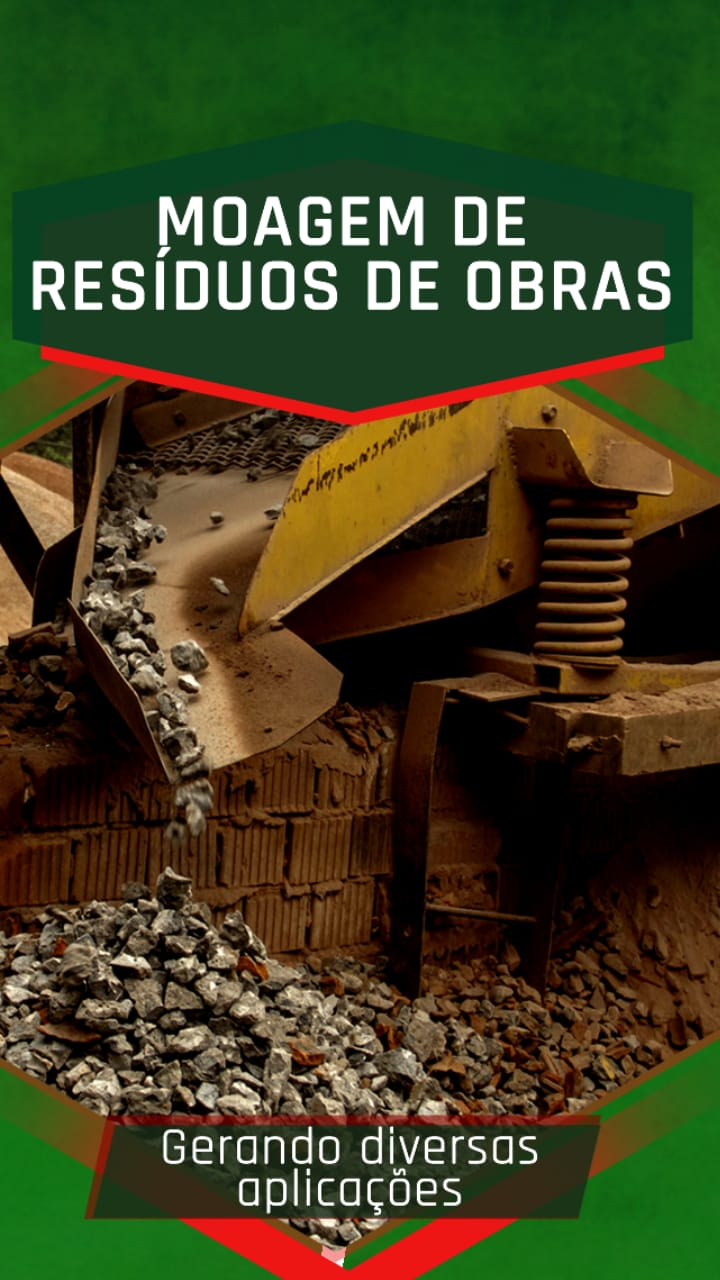 MOAGEM DE
RESÍDUOS DE OBRAS
Gerando diversas
aplicações